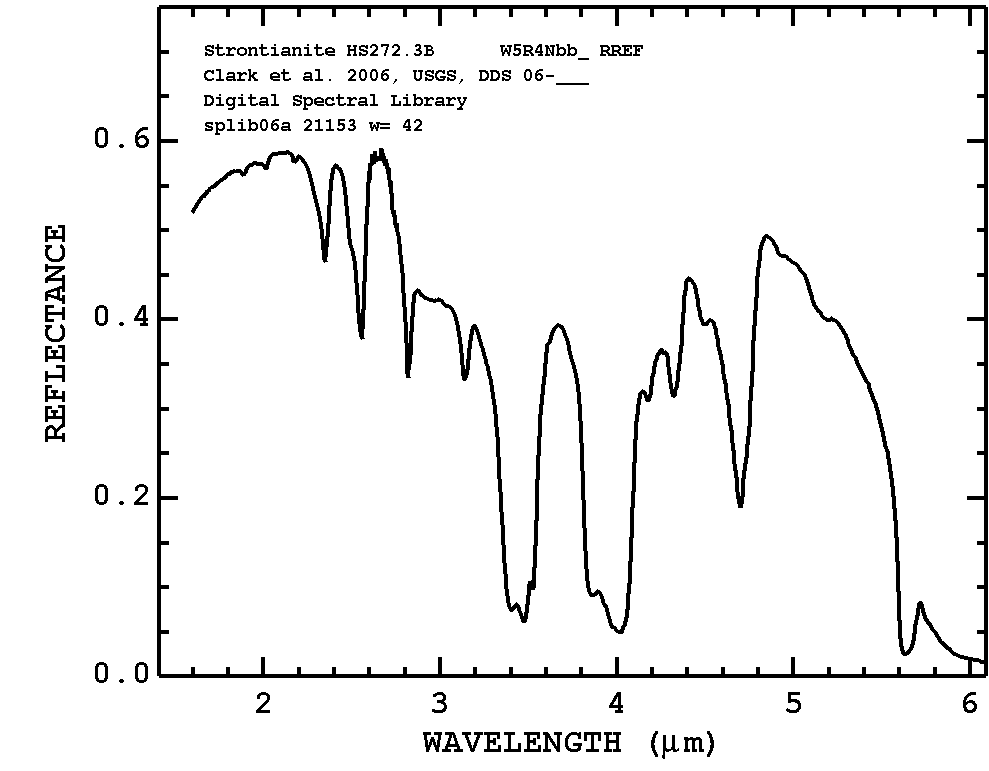 Strontianite HS272.3B W5R4Nbb_ RREF
Clark et al. 2006, USGS, DDS 06-___
Digital Spectral Library
splib06a 21153 w= 42
0.6
0.4
0.2
0.0
REFLECTANCE
2 3 4 5 6
WAVELENGTH (μm)